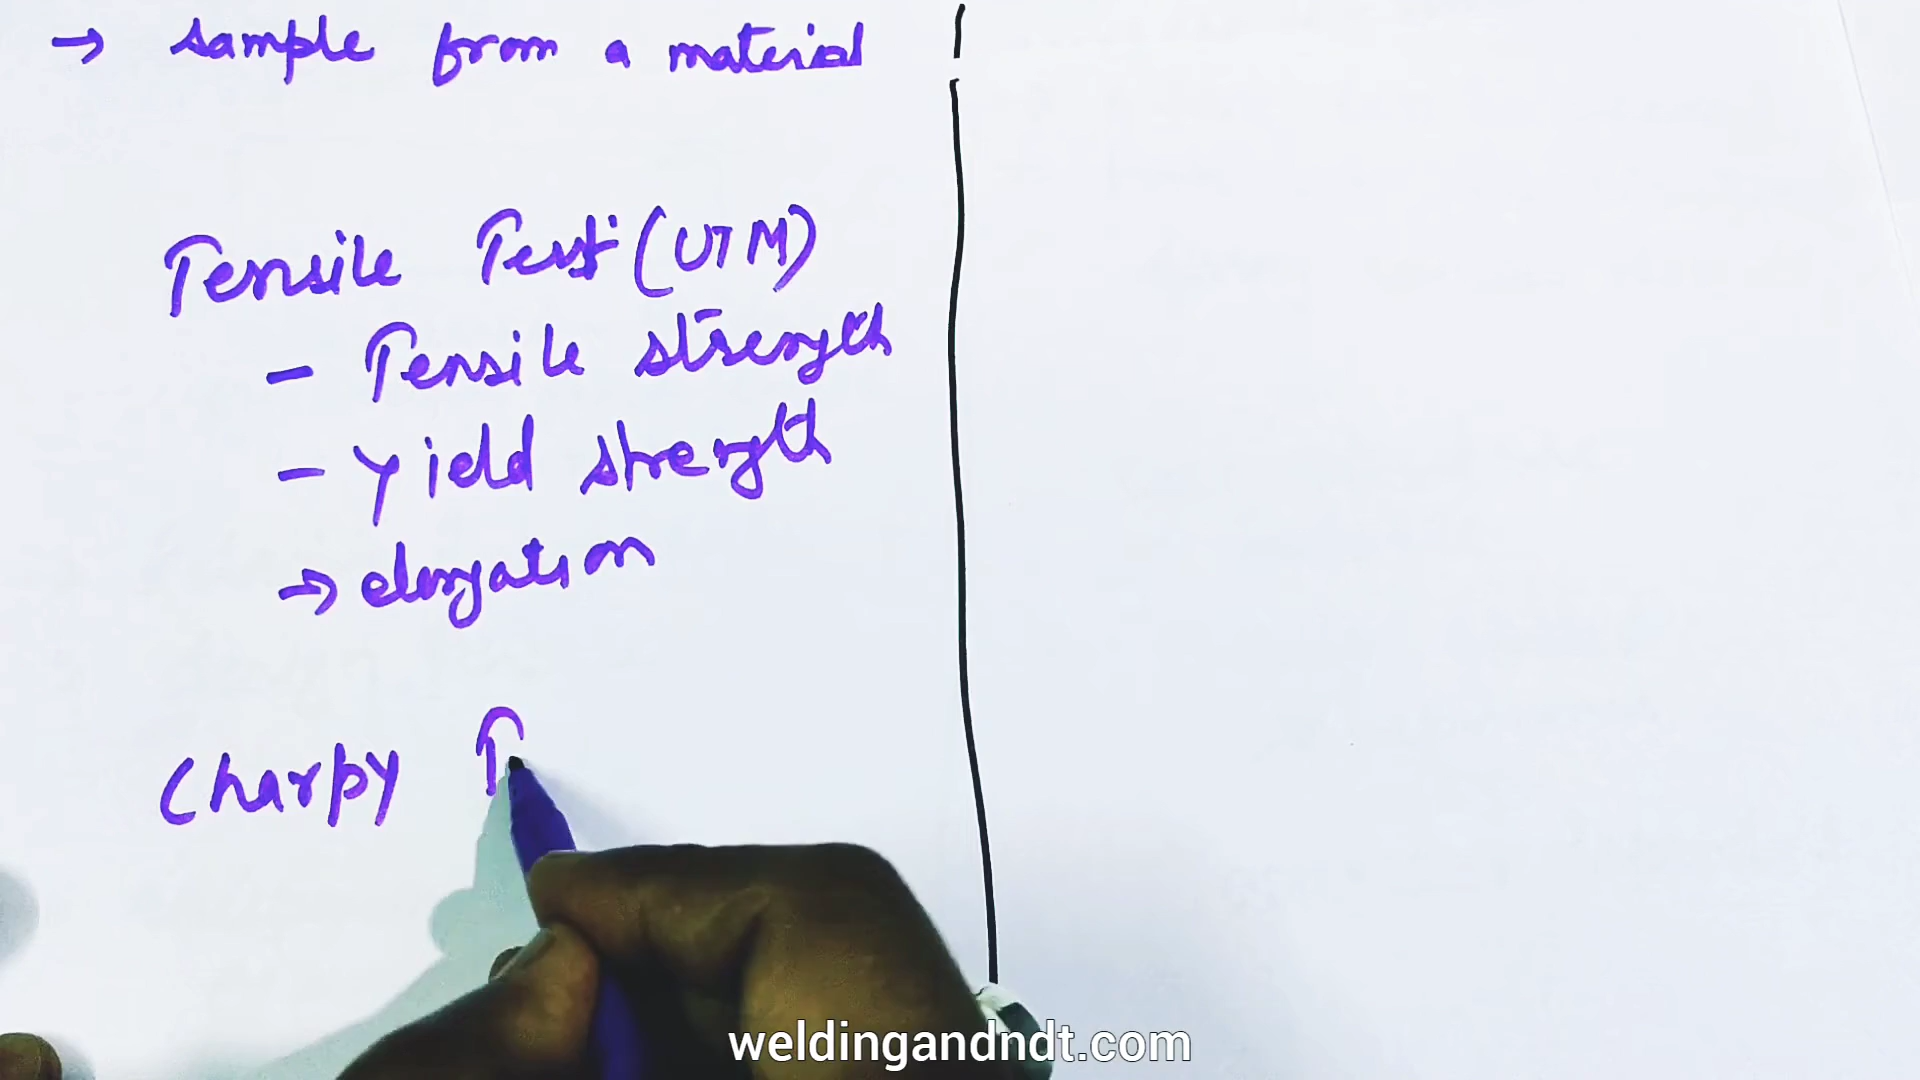 → sample from a material
Tensile Test (UTM)
- Tensile strength
- Yield strength
→ elongation
Charpy T
weldingandndt.com